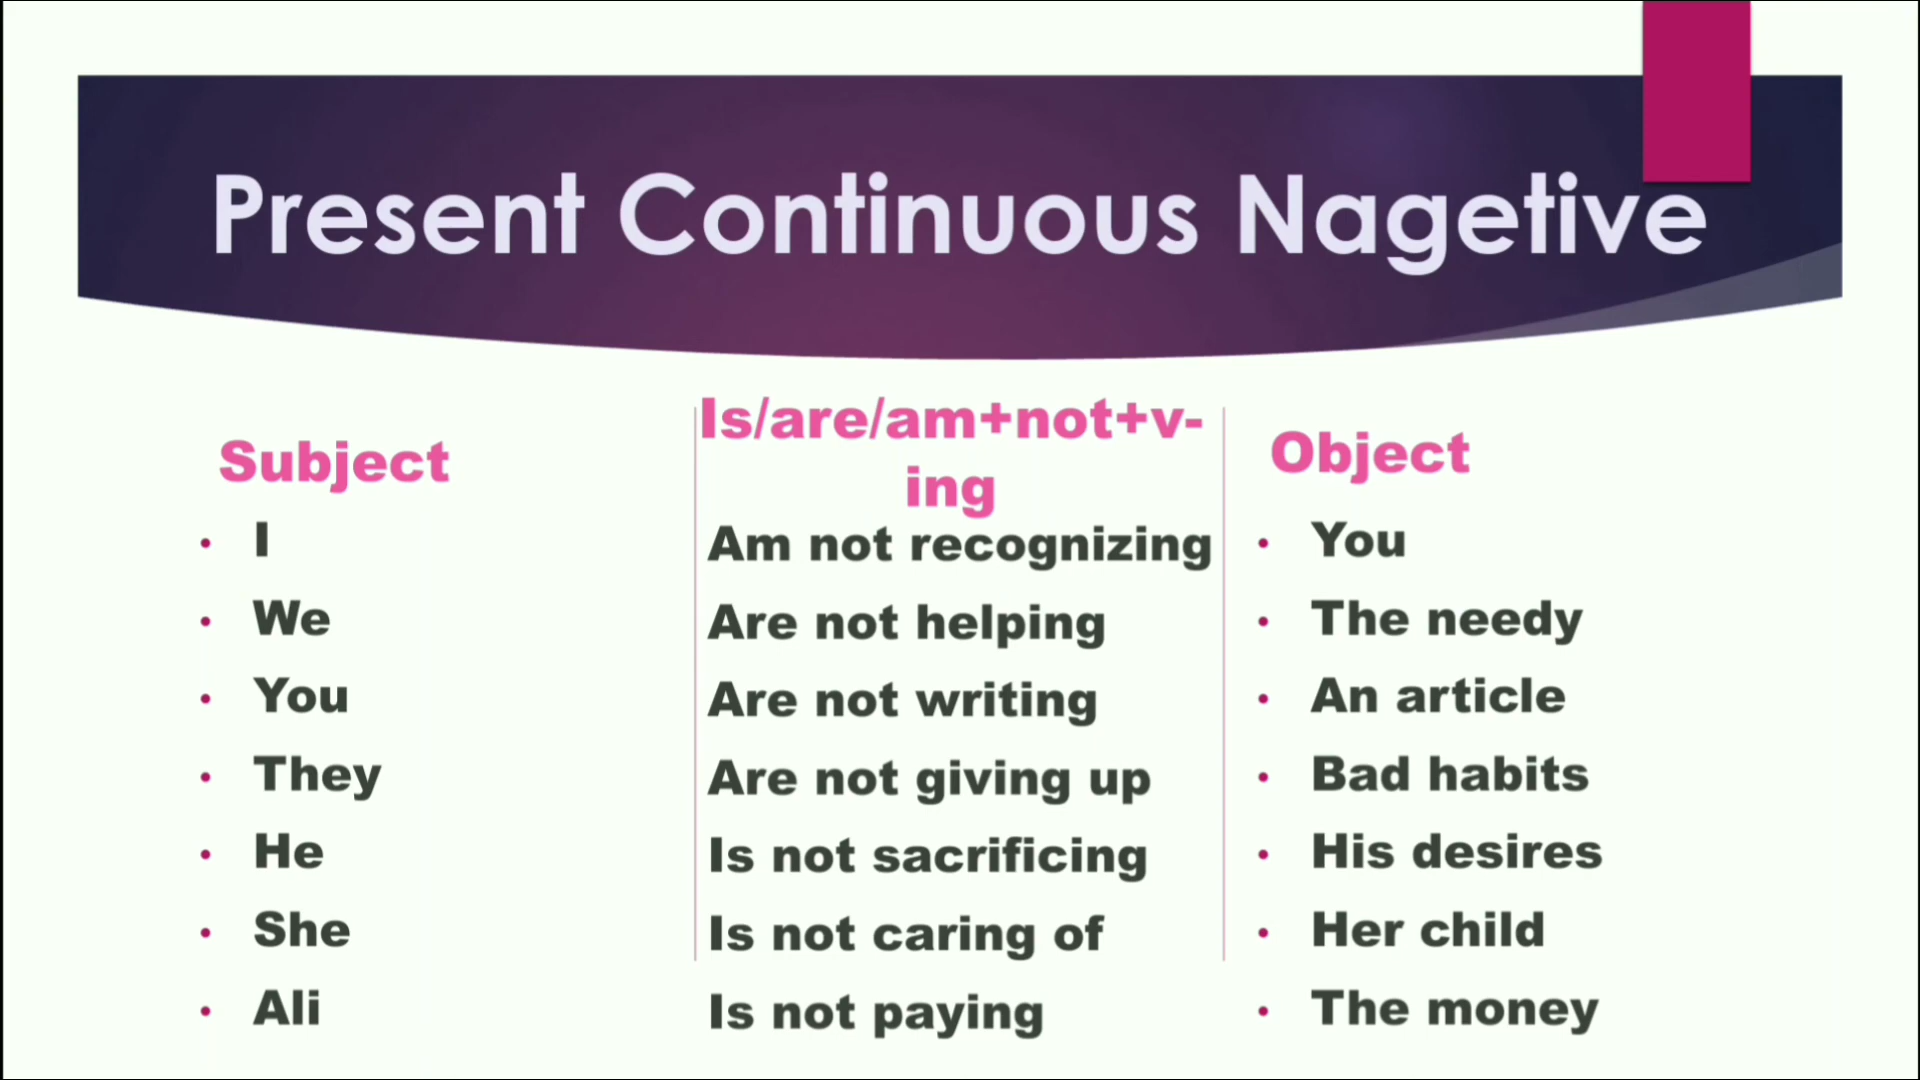 Present Continuous Nagetive
Subject
I
We
You
They
He
She
Ali
Is/are/am+not+v-
ing
Am not recognizing
Are not helping
Are not writing
Are not giving up
Is not sacrificing
Is not caring of
Is not paying
Object
You
The needy
An article
Bad habits
His desires
Her child
The money